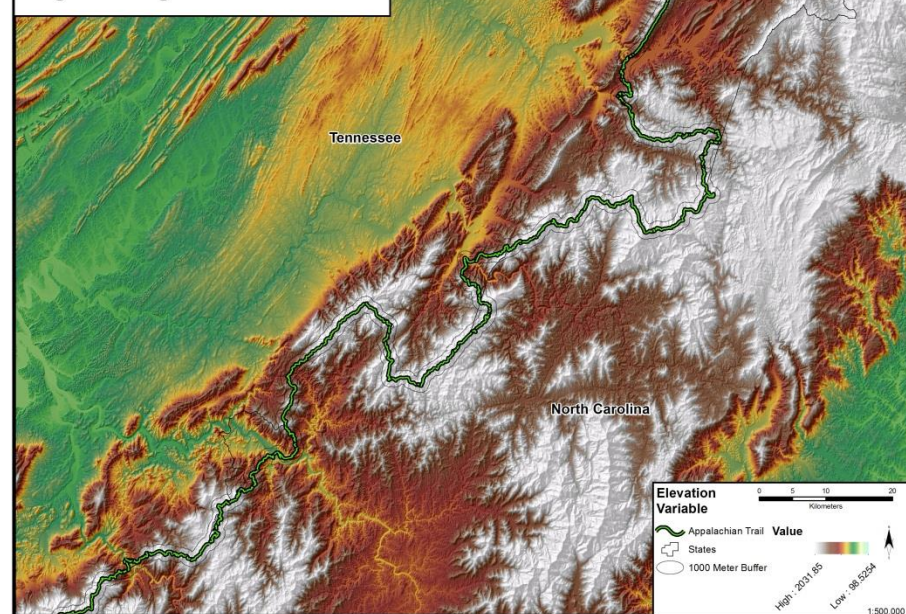 Tennessee
North Carolina
Elevation
Variable
0 5 10 20
Kilometers
Appalachian Trail
Value
States
1000 Meter Buffer
High : 2031.85
Low : 98.5254
1:500,000